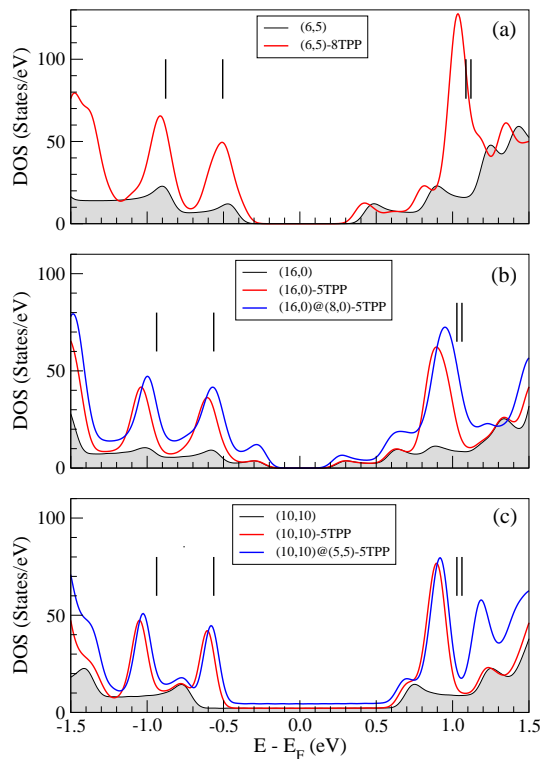 (6,5)
(6,5)-8TPP
(a)
DOS (States/eV)
100
50
0
(16,0)
(16,0)-5TPP
(16,0)@(8,0)-5TPP
(b)
DOS (States/eV)
100
50
0
(10,10)
(10,10)-5TPP
(10,10)@(5,5)-5TPP
(c)
DOS (States/eV)
100
50
0
-1.5 -1.0 -0.5 0.0 0.5 1.0 1.5
E - E_F (eV)